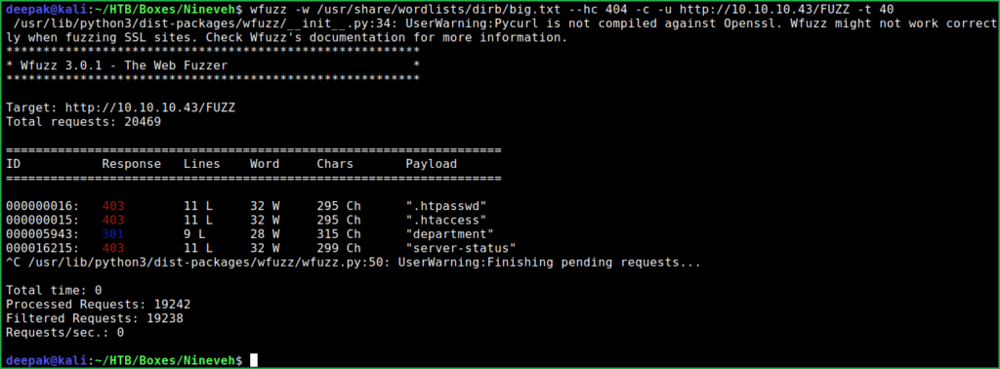 deepak@kali:~/HTB/Boxes/Nineveh$ wfuzz -w /usr/share/wordlists/dirb/big.txt --hc 404 -c -u http://10.10.10.43/FUZZ -t 40
/usr/lib/python3/dist-packages/wfuzz/__init__.py:34: UserWarning:Pycurl is not compiled against Openssl. Wfuzz might not work correct
ly when fuzzing SSL sites. Check Wfuzz's documentation for more information.
********************************************************
* Wfuzz 3.0.1 - The Web Fuzzer                         *
********************************************************
Target: http://10.10.10.43/FUZZ
Total requests: 20469
===================================================================
ID           Response   Lines    Word     Chars       Payload
===================================================================
000000016:   403        11 L     32 W     295 Ch      ".htpasswd"
000000015:   403        11 L     32 W     295 Ch      ".htaccess"
000005943:   301        9 L      28 W     315 Ch      "department"
000016215:   403        11 L     32 W     299 Ch      "server-status"
^C /usr/lib/python3/dist-packages/wfuzz/wfuzz.py:50: UserWarning:Finishing pending requests...
Total time: 0
Processed Requests: 19242
Filtered Requests: 19238
Requests/sec.: 0
deepak@kali:~/HTB/Boxes/Nineveh$